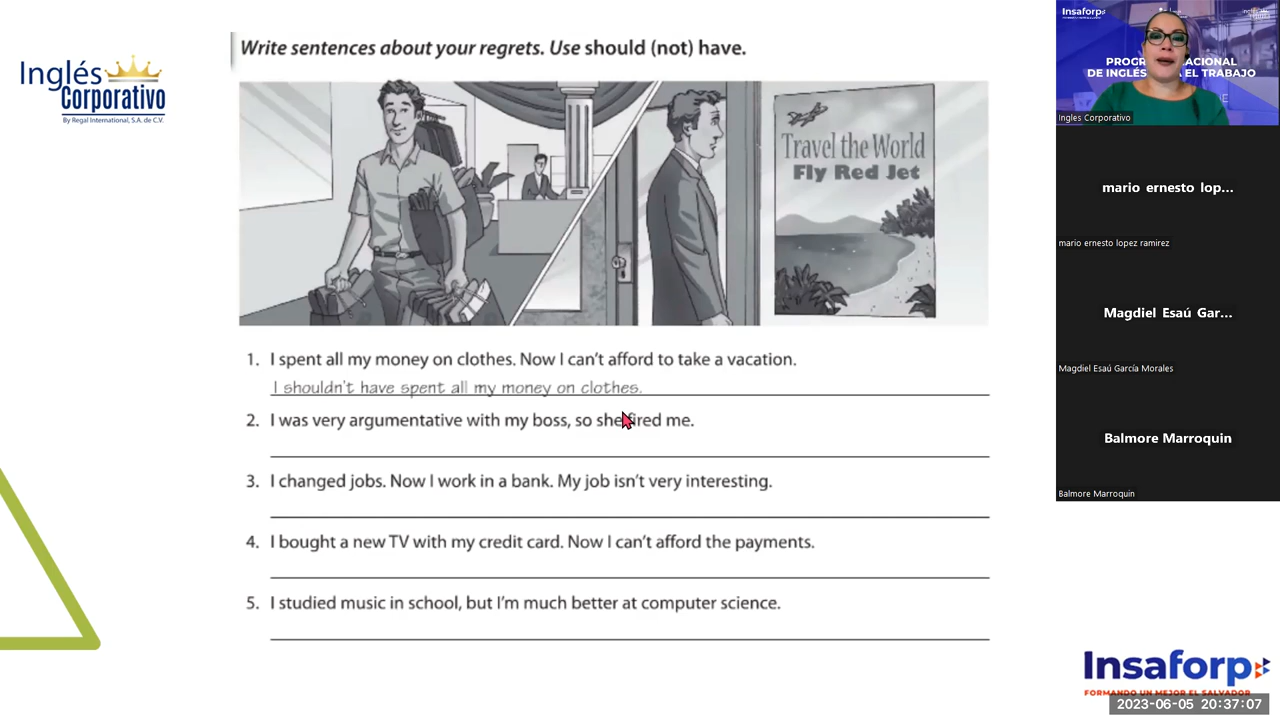 Inglés
Corporativo
By Regal International, S.A. de C.V.
Write sentences about your regrets. Use should (not) have.
Travel the World
Fly Red Jet
1. I spent all my money on clothes. Now I can't afford to take a vacation.
I shouldn't have spent all my money on clothes.
2. I was very argumentative with my boss, so she fired me.
3. I changed jobs. Now I work in a bank. My job isn't very interesting.
4. I bought a new TV with my credit card. Now I can't afford the payments.
5. I studied music in school, but I'm much better at computer science.
Insaforp
Ingles Corporativo
mario ernesto lop...
mario ernesto lopez ramirez
Magdiel Esaú Gar...
Magdiel Esaú García Morales
Balmore Marroquin
Balmore Marroquin
Insaforp
FORMANDO UN MEJOR EL SALVADOR
2023-06-05 20:37:07